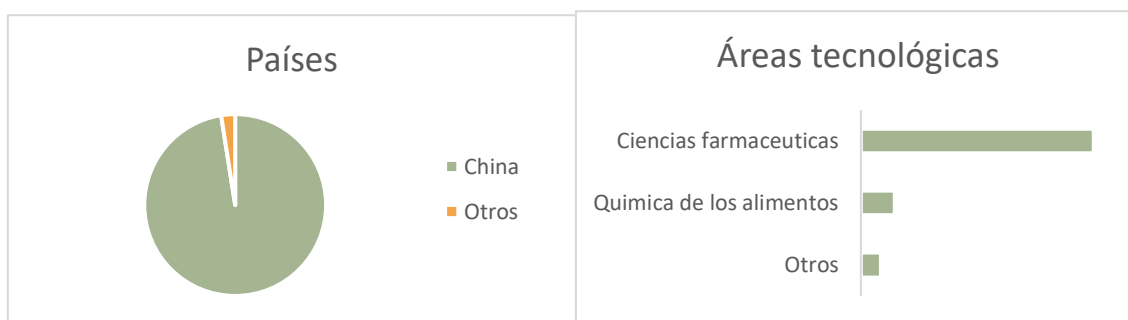 Países
China
Otros
Áreas tecnológicas
Ciencias farmaceuticas
Quimica de los alimentos
Otros